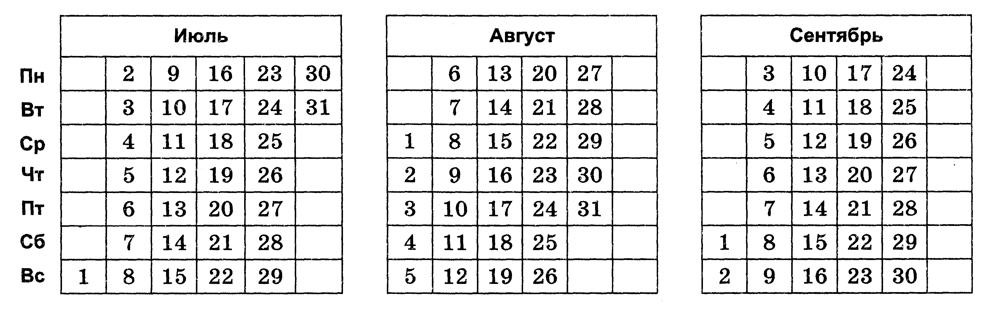 Июль Август Сентябрь
Пн 2 9 16 23 30 6 13 20 27 3 10 17 24
Вт 3 10 17 24 31 7 14 21 28 4 11 18 25
Ср 4 11 18 25 1 8 15 22 29 5 12 19 26
Чт 5 12 19 26 2 9 16 23 30 6 13 20 27
Пт 6 13 20 27 3 10 17 24 31 7 14 21 28
Сб 7 14 21 28 4 11 18 25 1 8 15 22 29
Вс 1 8 15 22 29 5 12 19 26 2 9 16 23 30